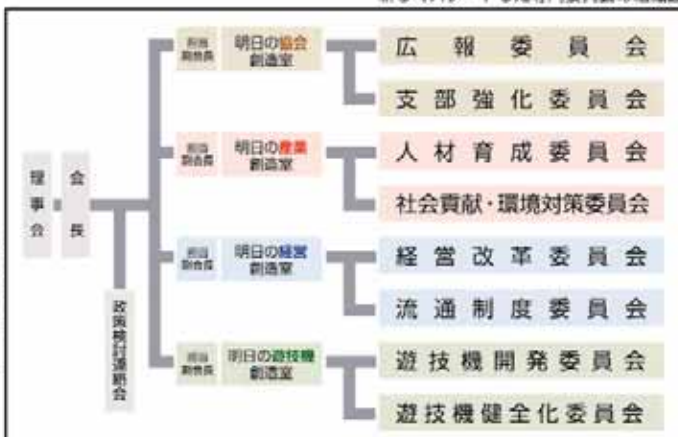 理事会
会長
政策検討連絡会
担当副会長
明日の協会
創造室
広報委員会
支部強化委員会
担当副会長
明日の産業
創造室
人材育成委員会
社会貢献・環境対策委員会
担当副会長
明日の経営
創造室
経営改革委員会
流通制度委員会
担当副会長
明日の遊技機
創造室
遊技機開発委員会
遊技機健全化委員会